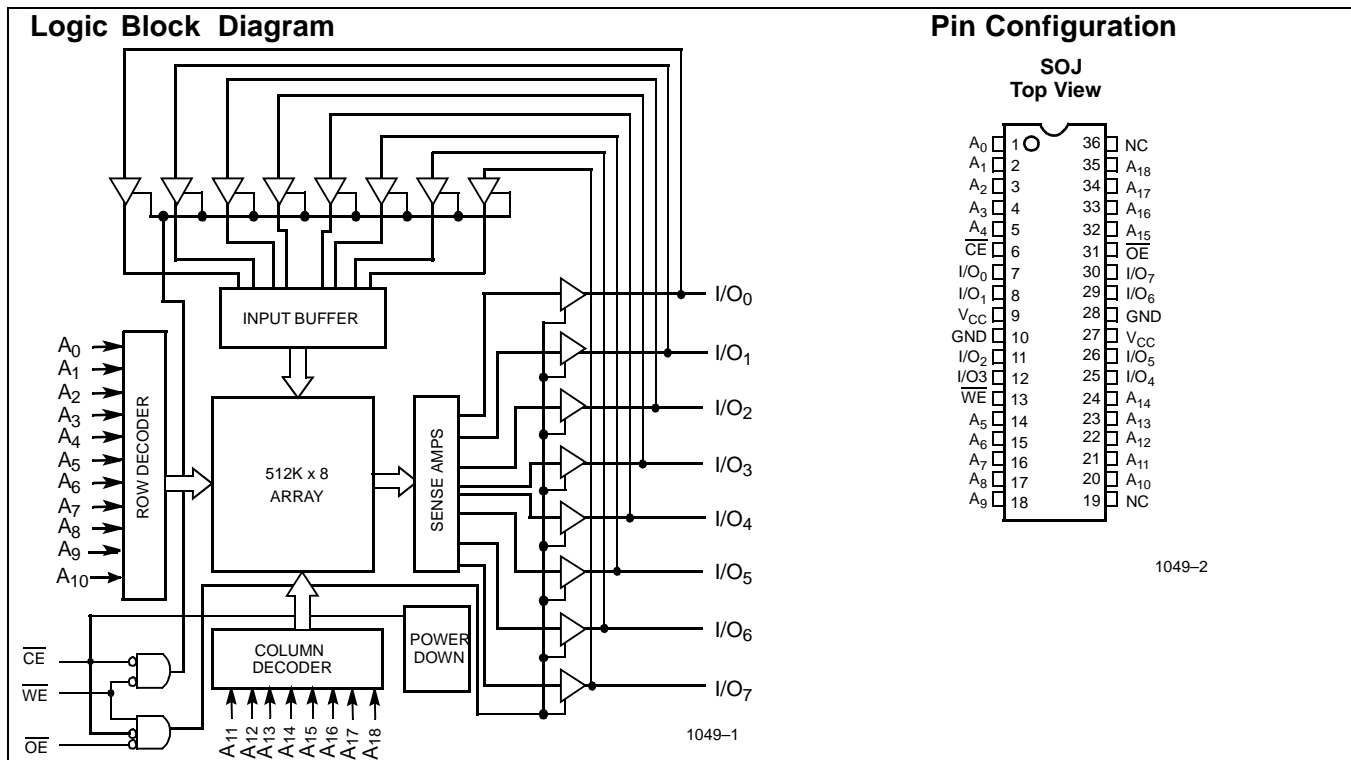 Logic Block Diagram
INPUT BUFFER
A0
A1
A2
A3
A4
A5
A6
A7
A8
A9
A10
ROW DECODER
512K x 8
ARRAY
SENSE AMPS
I/O0
I/O1
I/O2
I/O3
I/O4
I/O5
I/O6
I/O7
COLUMN
DECODER
POWER
DOWN
CE
WE
OE
A11
A12
A13
A14
A15
A16
A17
A18
1049–1
Pin Configuration
SOJ
Top View
A0 1 36 NC
A1 2 35 A18
A2 3 34 A17
A3 4 33 A16
A4 5 32 A15
CE 6 31 OE
I/O0 7 30 I/O7
I/O1 8 29 I/O6
VCC 9 28 GND
GND 10 27 VCC
I/O2 11 26 I/O5
I/O3 12 25 I/O4
WE 13 24 A14
A5 14 23 A13
A6 15 22 A12
A7 16 21 A11
A8 17 20 A10
A9 18 19 NC
1049–2